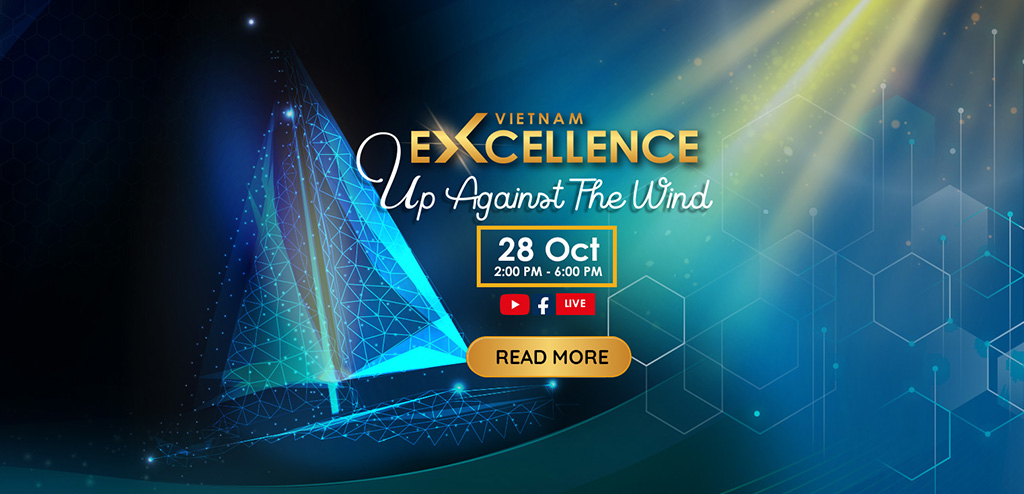 VIETNAM
EXCELLENCE
Up Against The Wind
28 Oct
2:00 PM - 6:00 PM
LIVE
READ MORE